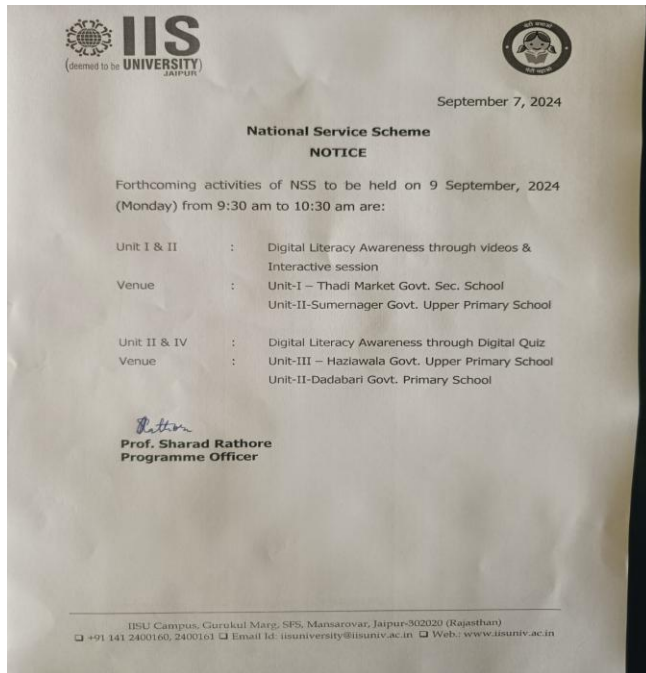 IIS
(deemed to be UNIVERSITY)
JAIPUR
बेटी बचाओ
बेटी पढ़ाओ
September 7, 2024
National Service Scheme
NOTICE
Forthcoming activities of NSS to be held on 9 September, 2024
(Monday) from 9:30 am to 10:30 am are:
Unit I & II : Digital Literacy Awareness through videos &
Interactive session
Venue : Unit-I – Thadi Market Govt. Sec. School
Unit-II-Sumernager Govt. Upper Primary School
Unit II & IV : Digital Literacy Awareness through Digital Quiz
Venue : Unit-III – Haziawala Govt. Upper Primary School
Unit-II-Dadabari Govt. Primary School
Prof. Sharad Rathore
Programme Officer
IISU Campus, Gurukul Marg, SFS, Mansarovar, Jaipur-302020 (Rajasthan)
❑ +91 141 2400160, 2400161 ❑ Email Id: iisuniversity@iisuniv.ac.in ❑ Web.: www.iisuniv.ac.in